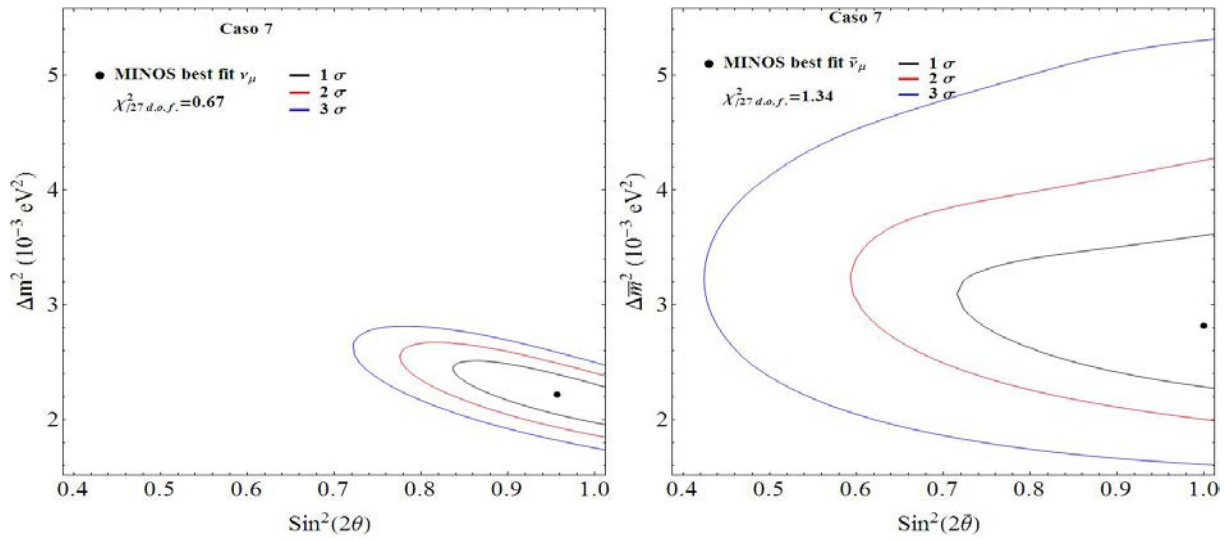 Caso 7
MINOS best fit νμ
χ²/27 d.o.f.=0.67
1 σ
2 σ
3 σ
5
4
3
2
Δm² (10⁻³ eV²)
0.4 0.5 0.6 0.7 0.8 0.9 1.0
Sin²(2θ)
Caso 7
MINOS best fit ν̄μ
χ²/27 d.o.f.=1.34
1 σ
2 σ
3 σ
5
4
3
2
Δm̄² (10⁻³ eV²)
0.4 0.5 0.6 0.7 0.8 0.9 1.0
Sin²(2θ̄)